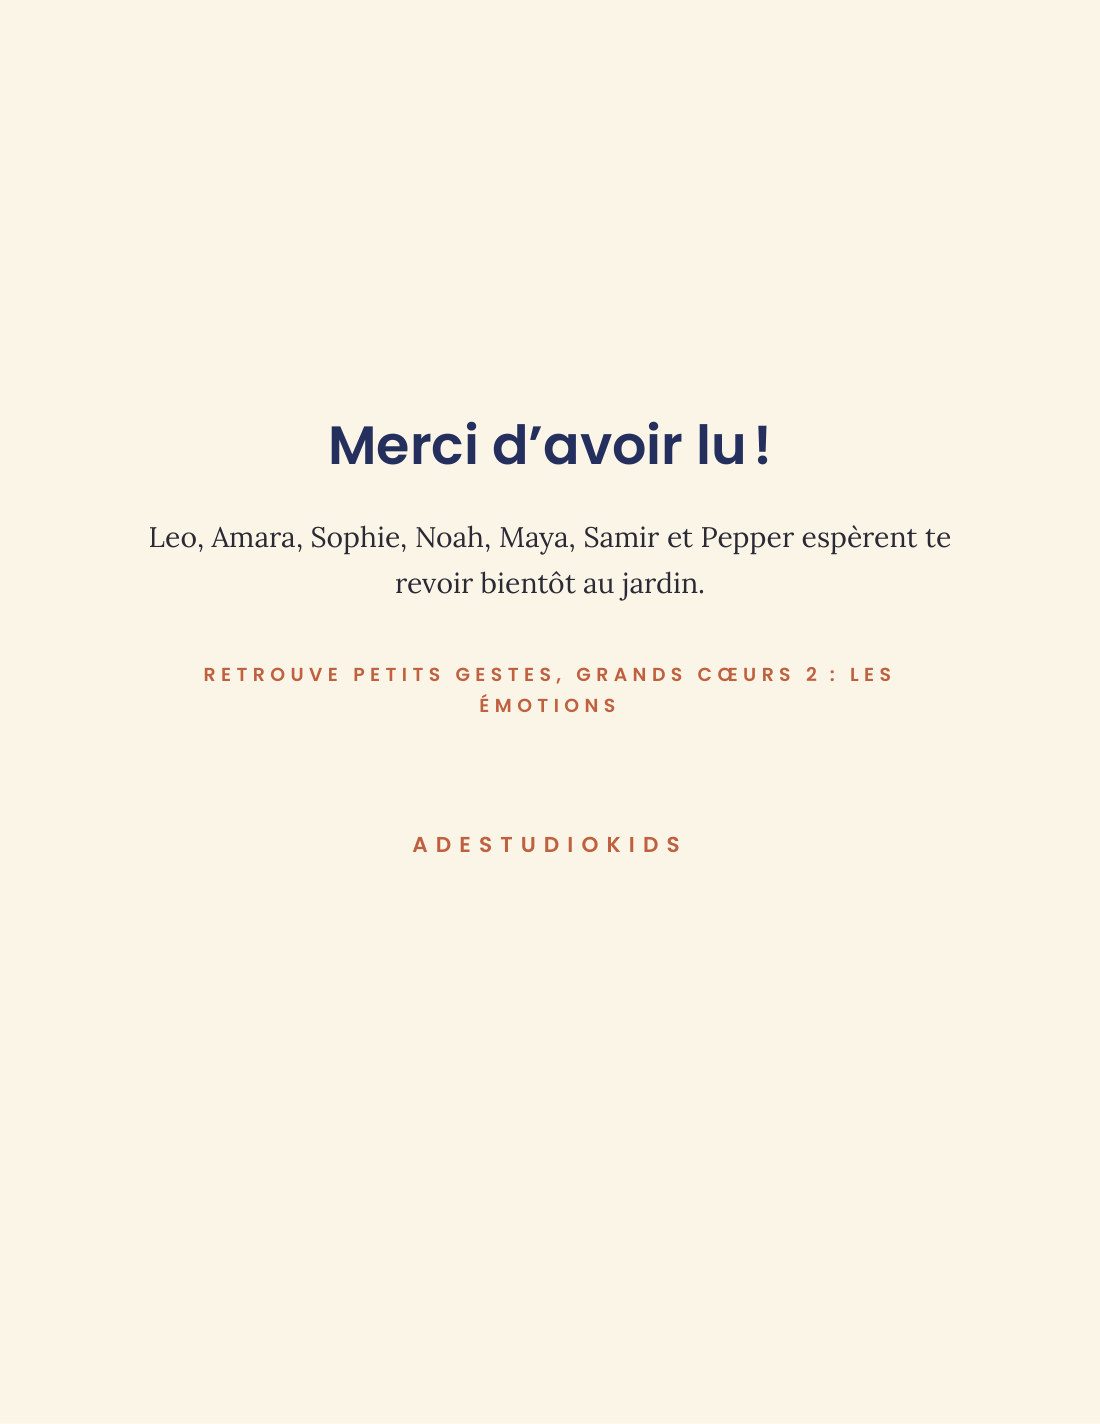 Merci d’avoir lu !
Leo, Amara, Sophie, Noah, Maya, Samir et Pepper espèrent te
revoir bientôt au jardin.
RETROUVE PETITS GESTES, GRANDS CŒURS 2 : LES
ÉMOTIONS
ADESTUDIOKIDS